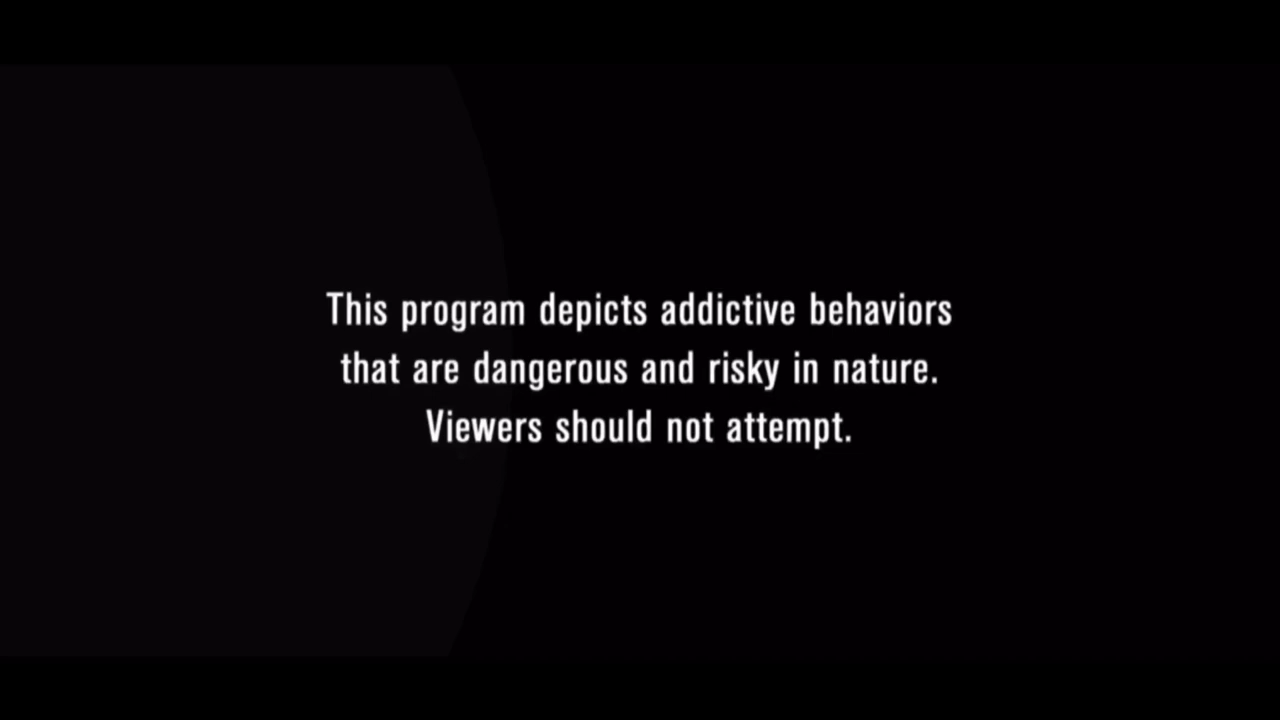 This program depicts addictive behaviors
that are dangerous and risky in nature.
Viewers should not attempt.